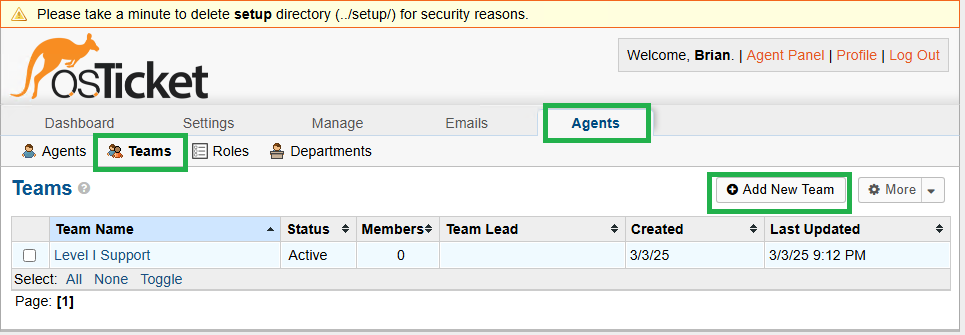 Please take a minute to delete setup directory (../setup/) for security reasons.
osTicket
Welcome, Brian. | Agent Panel | Profile | Log Out
Dashboard Settings Manage Emails Agents
Agents Teams Roles Departments
Teams ? Add New Team More
Team Name Status Members Team Lead Created Last Updated
Level I Support Active 0 3/3/25 3/3/25 9:12 PM
Select: All None Toggle
Page: [1]